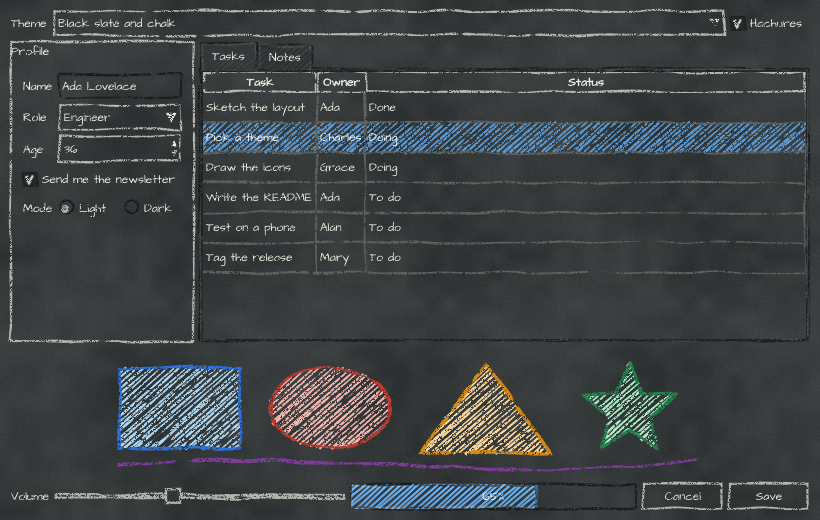 Theme Black slate and chalk Hachures
Profile
Tasks Notes
Name Ada Lovelace
Role Engineer
Age 36
Send me the newsletter
Mode Light Dark
Task Owner Status
Sketch the layout Ada Done
Pick a theme Charles Doing
Draw the icons Grace Doing
Write the README Ada To do
Test on a phone Alan To do
Tag the release Mary To do
Volume 65% Cancel Save